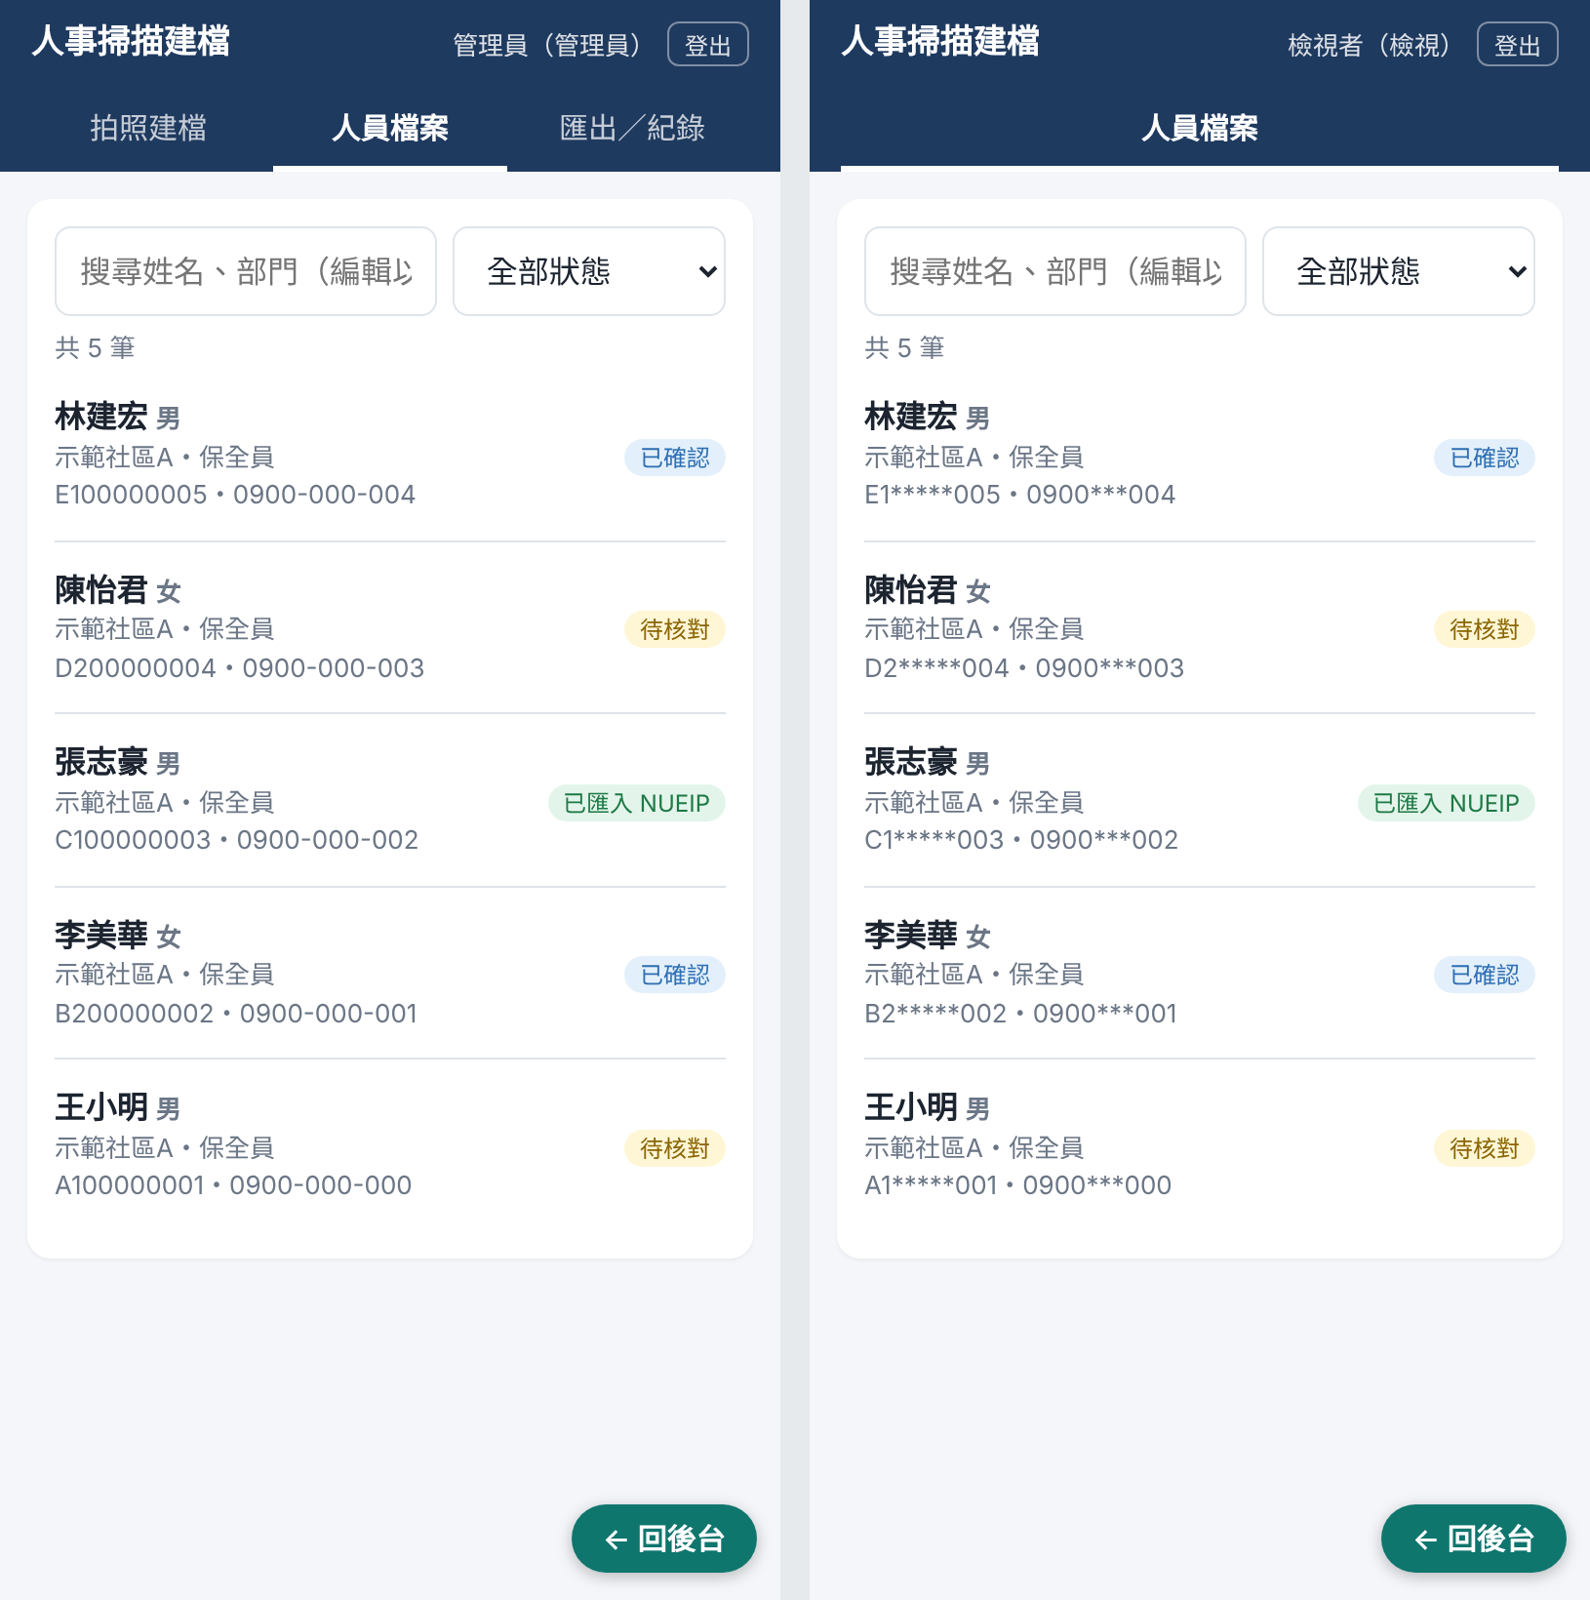 人事掃描建檔
管理員（管理員）
登出
拍照建檔
人員檔案
匯出／紀錄
搜尋姓名、部門（編輯以
全部狀態
共 5 筆
林建宏 男
示範社區A・保全員
已確認
E100000005・0900-000-004
陳怡君 女
示範社區A・保全員
待核對
D200000004・0900-000-003
張志豪 男
示範社區A・保全員
已匯入 NUEIP
C100000003・0900-000-002
李美華 女
示範社區A・保全員
已確認
B200000002・0900-000-001
王小明 男
示範社區A・保全員
待核對
A100000001・0900-000-000
← 回後台
人事掃描建檔
檢視者（檢視）
登出
人員檔案
搜尋姓名、部門（編輯以
全部狀態
共 5 筆
林建宏 男
示範社區A・保全員
已確認
E1*****005・0900***004
陳怡君 女
示範社區A・保全員
待核對
D2*****004・0900***003
張志豪 男
示範社區A・保全員
已匯入 NUEIP
C1*****003・0900***002
李美華 女
示範社區A・保全員
已確認
B2*****002・0900***001
王小明 男
示範社區A・保全員
待核對
A1*****001・0900***000
← 回後台